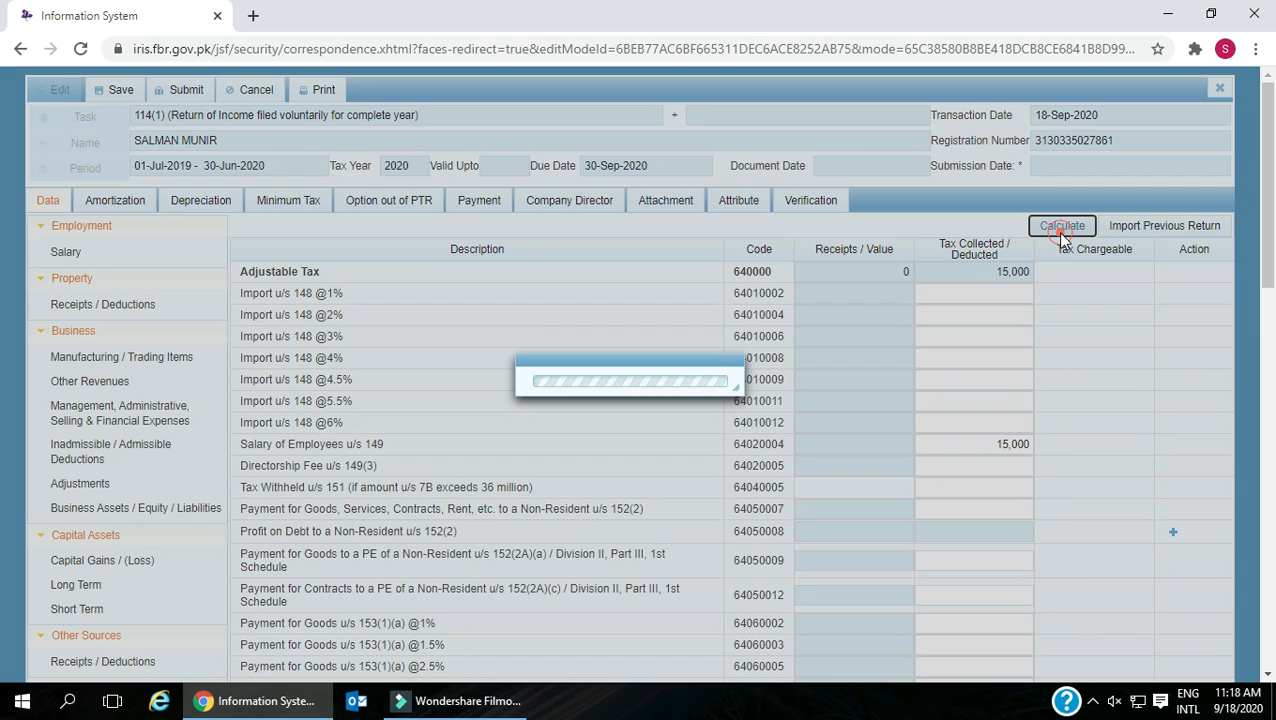 Information System
iris.fbr.gov.pk/jsf/security/correspondence.xhtml?faces-redirect=true&editModeId=6BEB77AC6BF665311DEC6ACE8252AB75&mode=65C38580B8BE418DCB8CE6841B8D99...
S
Edit Save Submit Cancel Print
Task 114(1) (Return of Income filed voluntarily for complete year) + Transaction Date 18-Sep-2020
Name SALMAN MUNIR Registration Number 3130335027861
Period 01-Jul-2019 - 30-Jun-2020 Tax Year 2020 Valid Upto Due Date 30-Sep-2020 Document Date Submission Date: *
Data Amortization Depreciation Minimum Tax Option out of PTR Payment Company Director Attachment Attribute Verification
Employment
Salary
Property
Receipts / Deductions
Business
Manufacturing / Trading Items
Other Revenues
Management, Administrative,
Selling & Financial Expenses
Inadmissible / Admissible
Deductions
Adjustments
Business Assets / Equity / Liabilities
Capital Assets
Capital Gains / (Loss)
Long Term
Short Term
Other Sources
Receipts / Deductions
Calculate Import Previous Return
Description Code Receipts / Value Tax Collected / Deducted Tax Chargeable Action
Adjustable Tax 640000 0 15,000
Import u/s 148 @1% 64010002
Import u/s 148 @2% 64010004
Import u/s 148 @3% 64010006
Import u/s 148 @4% 64010008
Import u/s 148 @4.5% 64010009
Import u/s 148 @5.5% 64010011
Import u/s 148 @6% 64010012
Salary of Employees u/s 149 64020004 15,000
Directorship Fee u/s 149(3) 64020005
Tax Withheld u/s 151 (if amount u/s 7B exceeds 36 million) 64040005
Payment for Goods, Services, Contracts, Rent, etc. to a Non-Resident u/s 152(2) 64050007
Profit on Debt to a Non-Resident u/s 152(2) 64050008 +
Payment for Goods to a PE of a Non-Resident u/s 152(2A)(a) / Division II, Part III, 1st
Schedule 64050009
Payment for Contracts to a PE of a Non-Resident u/s 152(2A)(c) / Division II, Part III, 1st
Schedule 64050012
Payment for Goods u/s 153(1)(a) @1% 64060002
Payment for Goods u/s 153(1)(a) @1.5% 64060003
Payment for Goods u/s 153(1)(a) @2.5% 64060005
Information System... Wondershare Filmo...
ENG
INTL
11:18 AM
9/18/2020